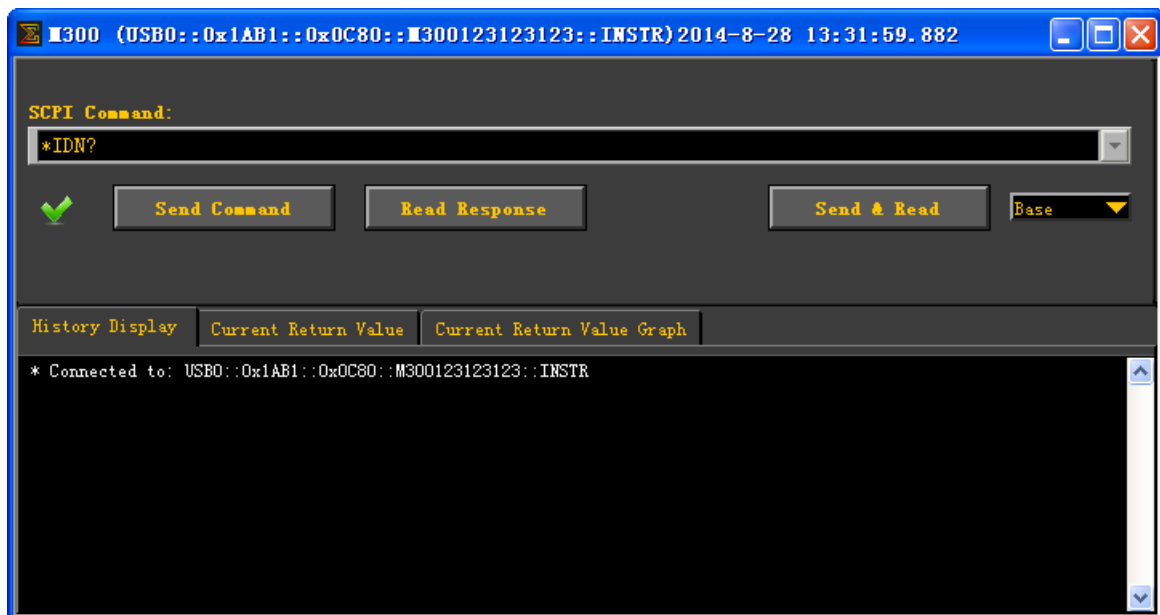 M300 (USB0::0x1AB1::0x0C80::M300123123123::INSTR)2014-8-28 13:31:59.882
SCPI Command:
*IDN?
Send Command
Read Response
Send & Read
Base
History Display
Current Return Value
Current Return Value Graph
* Connected to: USB0::0x1AB1::0x0C80::M300123123123::INSTR